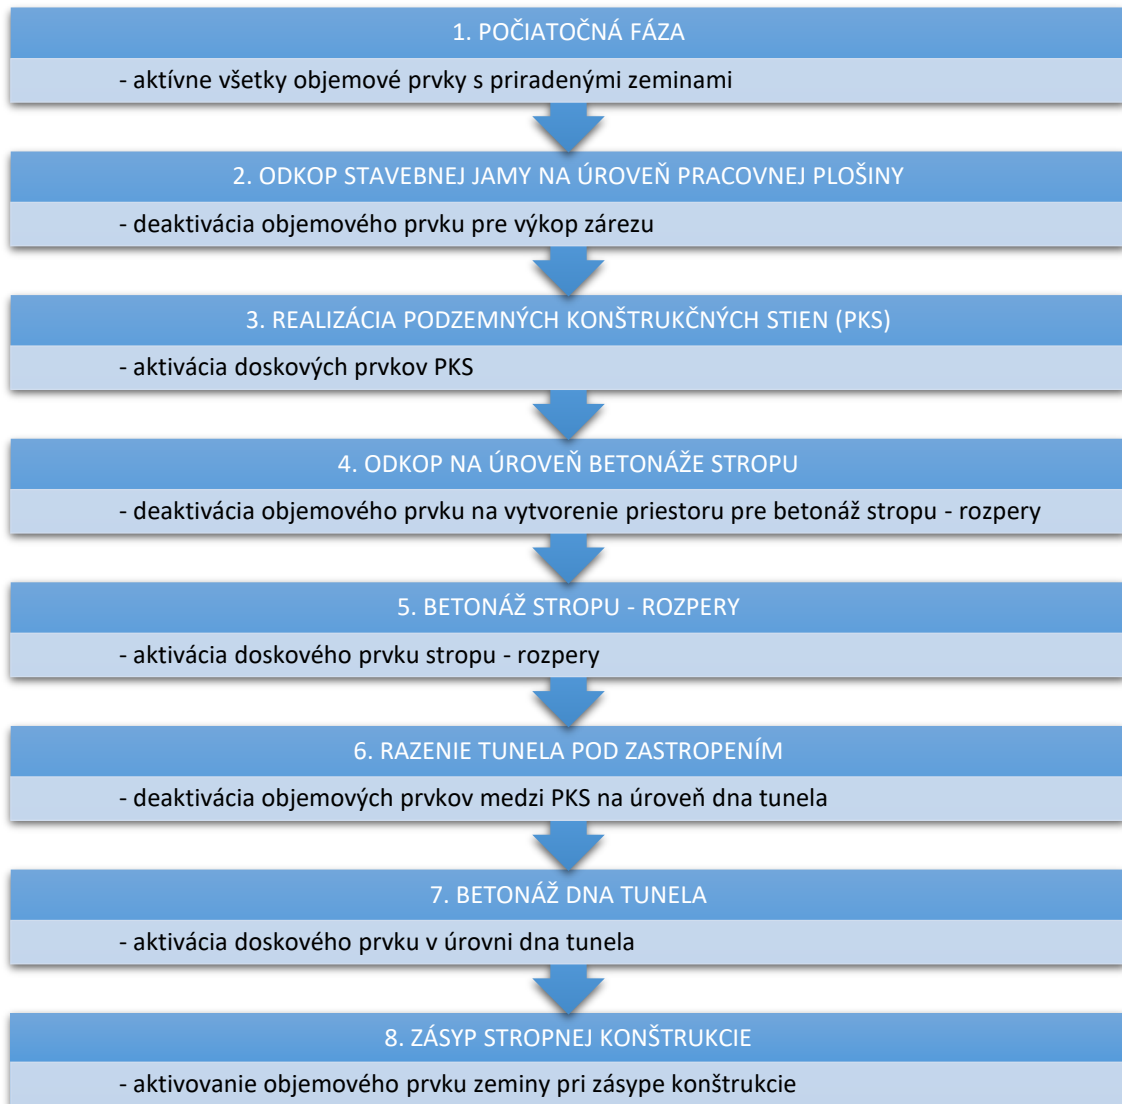 1. POČIATOČNÁ FÁZA
- aktívne všetky objemové prvky s priradenými zeminami
2. ODKOP STAVEBNEJ JAMY NA ÚROVEŇ PRACOVNEJ PLOŠINY
- deaktivácia objemového prvku pre výkop zárezu
3. REALIZÁCIA PODZEMNÝCH KONŠTRUKČNÝCH STIEN (PKS)
- aktivácia doskových prvkov PKS
4. ODKOP NA ÚROVEŇ BETONÁŽE STROPU
- deaktivácia objemového prvku na vytvorenie priestoru pre betonáž stropu - rozpery
5. BETONÁŽ STROPU - ROZPERY
- aktivácia doskového prvku stropu - rozpery
6. RAZENIE TUNELA POD ZASTROPENÍM
- deaktivácia objemových prvkov medzi PKS na úroveň dna tunela
7. BETONÁŽ DNA TUNELA
- aktivácia doskového prvku v úrovni dna tunela
8. ZÁSYP STROPNEJ KONŠTRUKCIE
- aktivovanie objemového prvku zeminy pri zásype konštrukcie